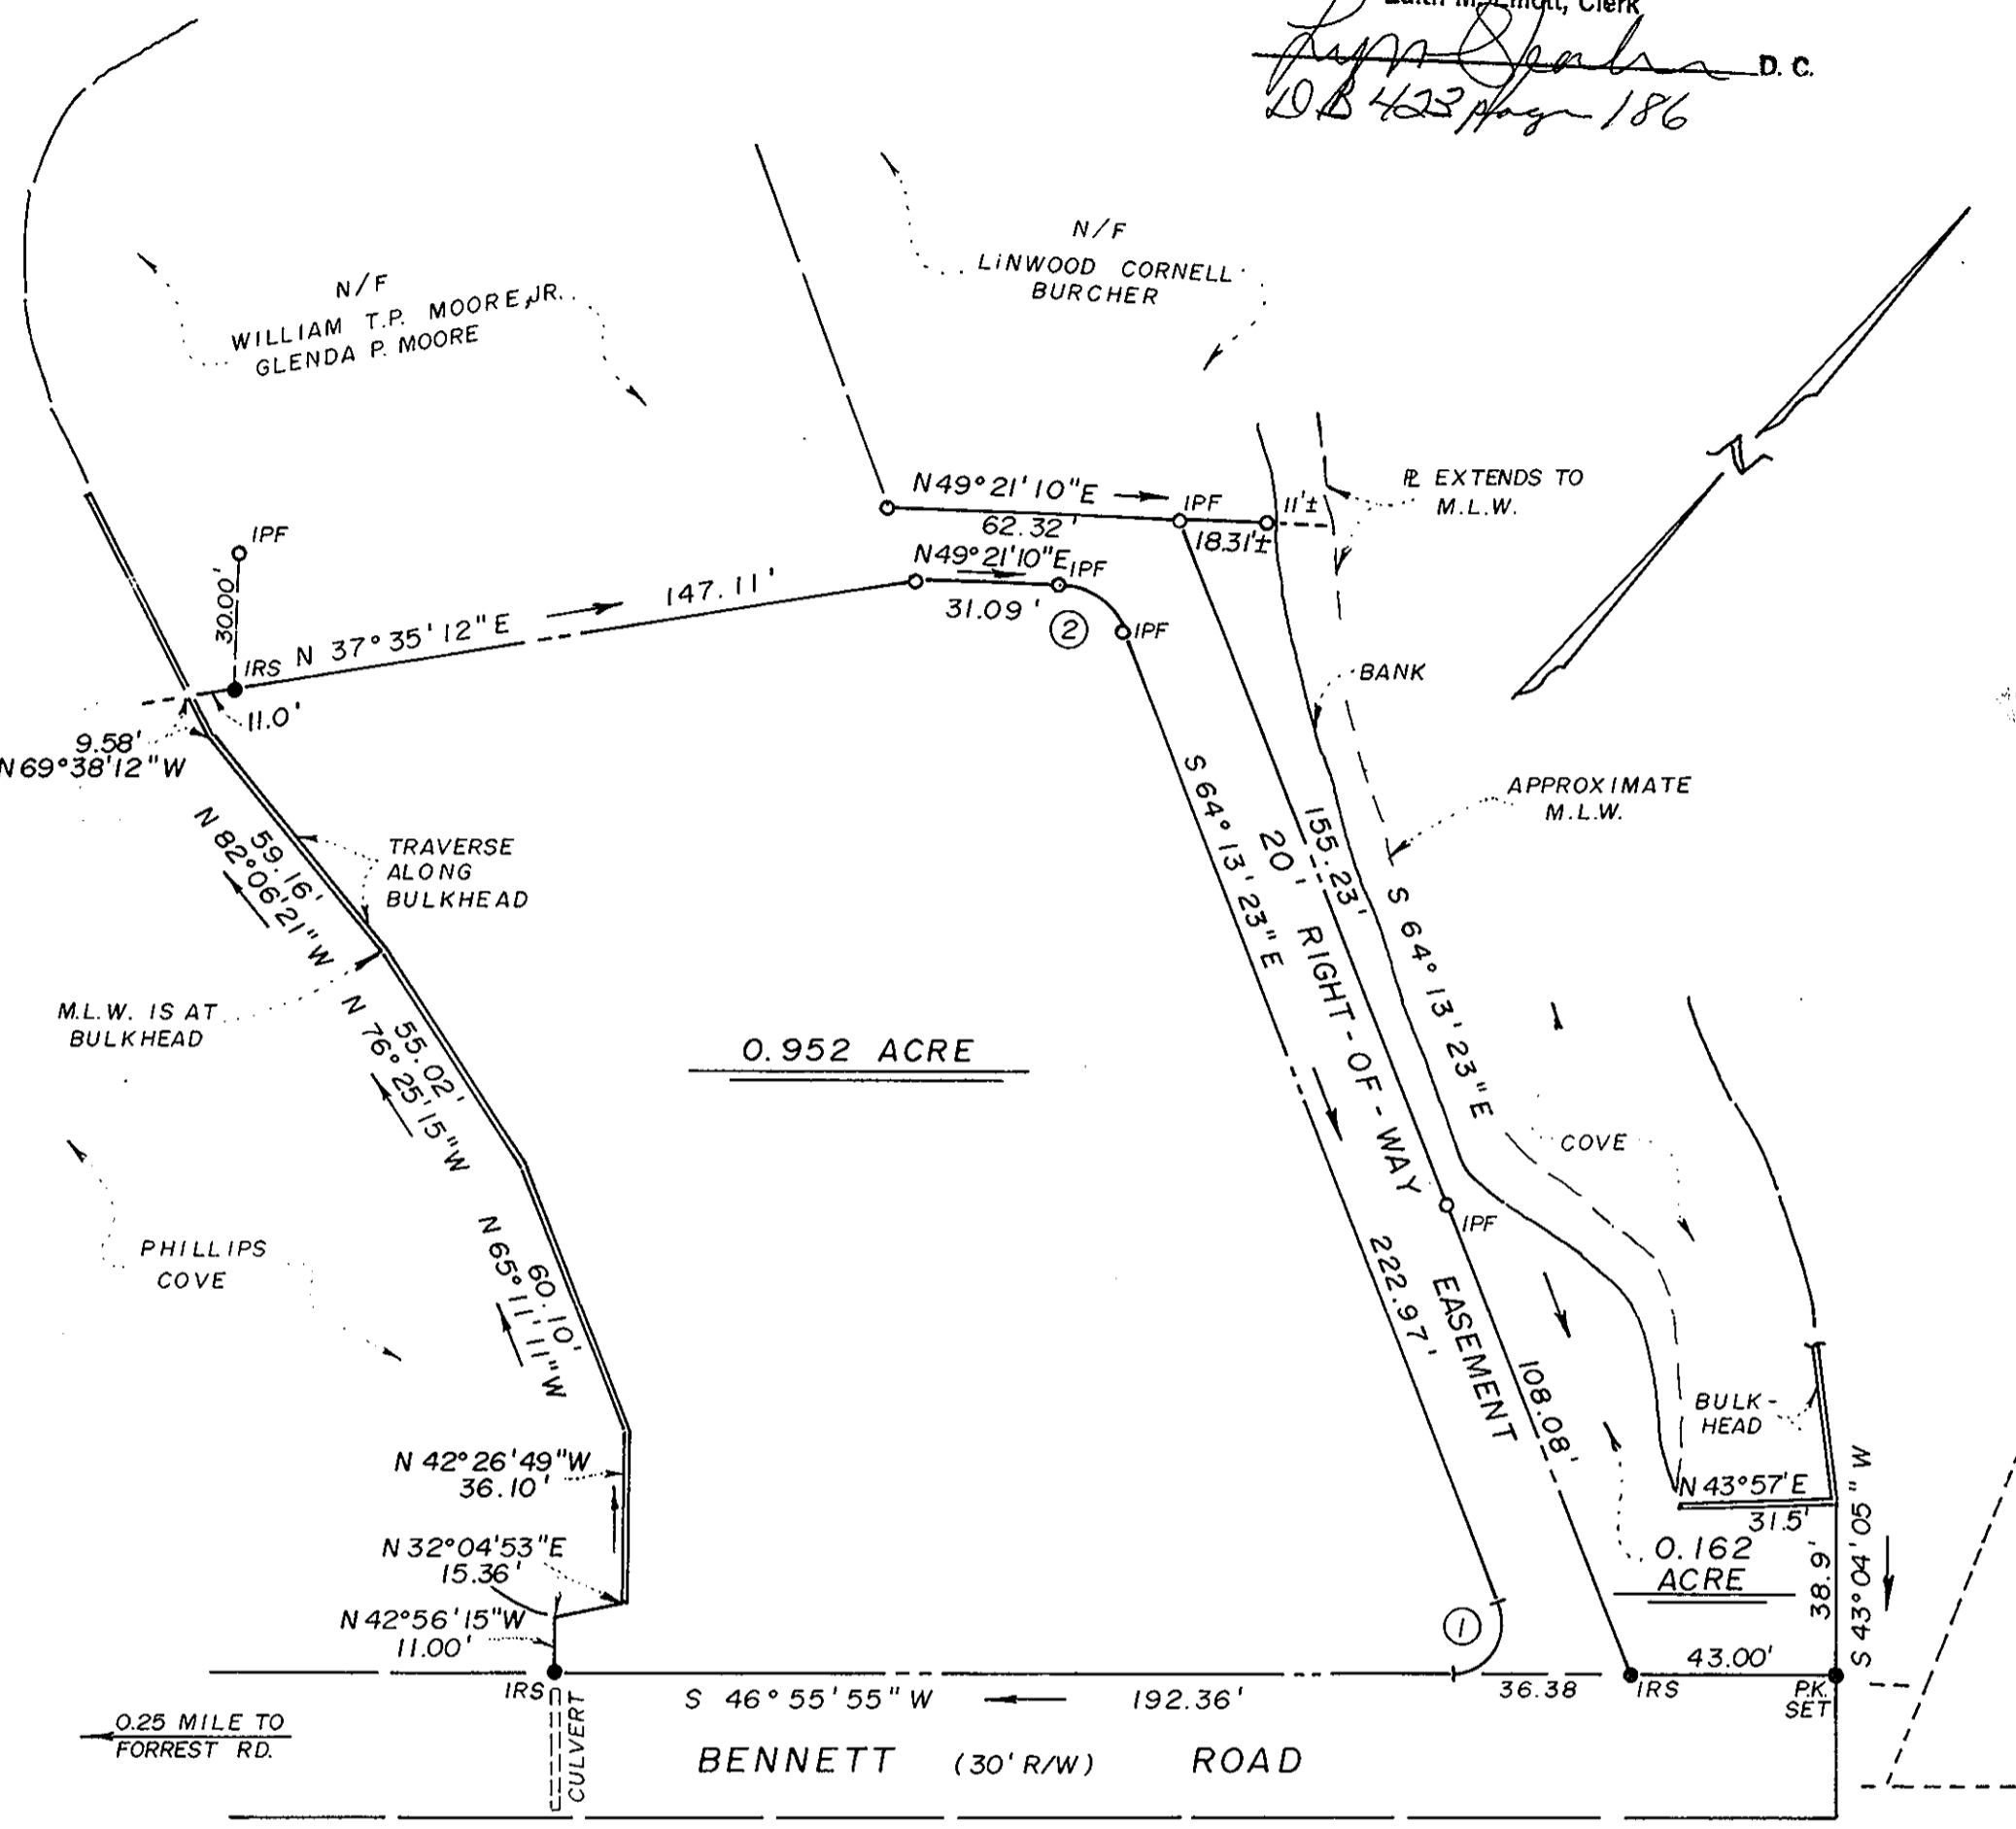 D. C.
D B 423 page 186
N/F
WILLIAM T.P. MOORE, JR.
GLENDA P. MOORE
N/F
LINWOOD CORNELL
BURCHER
N
℄ EXTENDS TO
M.L.W.
N49°21'10"E
62.32'
IPF
11'±
18.31'±
N49°21'10"E
IPF
31.09'
2
IPF
IPF
30.00'
IRS
N 37°35'12"E
147.11'
11.0'
9.58'
N69°38'12"W
BANK
APPROXIMATE
M.L.W.
TRAVERSE
ALONG
BULKHEAD
59.16'
N 82°06'21"W
M.L.W. IS AT
BULKHEAD
55.02'
N 76°25'15"W
0.952 ACRE
S 64°13'23"E
222.97'
20' RIGHT-OF-WAY EASEMENT
155.23'
S 64°13'23"E
IPF
108.08'
COVE
PHILLIPS
COVE
60.10'
N65°11'11"W
N 42°26'49"W
36.10'
N 32°04'53"E
15.36'
N42°56'15"W
11.00'
BULK-
HEAD
N 43°57'E
31.5'
0.162
ACRE
38.9'
S 43°04'05"W
1
43.00'
IRS
S 46°55'55"W
192.36'
36.38
IRS
P.K.
SET
CULVERT
0.25 MILE TO
FORREST RD.
BENNETT (30' R/W) ROAD